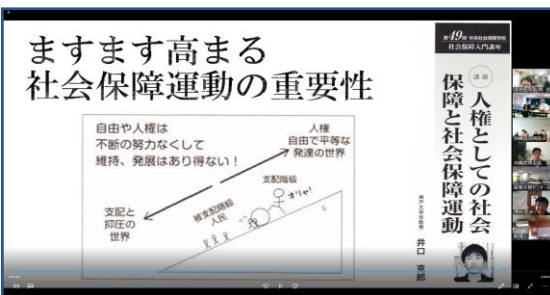 ますます高まる
社会保障運動の重要性
自由や人権は
不断の努力なくして
維持、発展はあり得ない！
人権
自由で平等な
発達の世界
支配階級
オリャ!
被支配階級
人民
支配と
抑圧の
世界
第49回 中央社会保障学校
社会保障入門講座
講演
人権としての社会
保障と社会保障運動
神戸大学准教授
井口 克郎